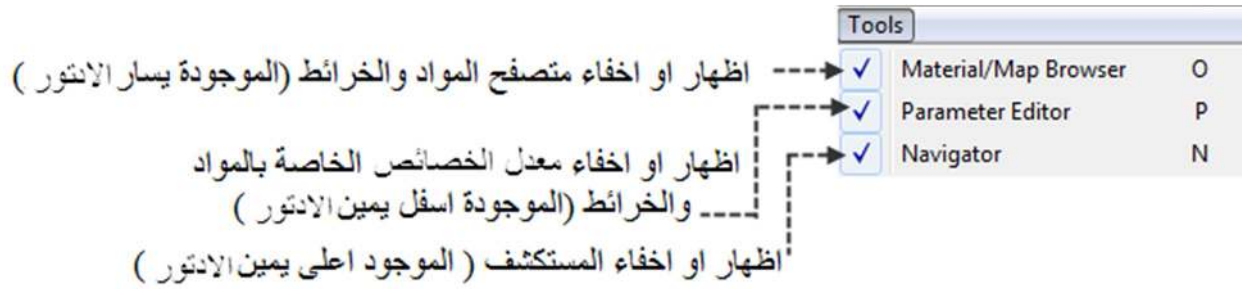 Tools
Material/Map Browser O
Parameter Editor P
Navigator N
اظهار او اخفاء متصفح المواد والخرائط (الموجودة يسار الادتور )
اظهار او اخفاء معدل الخصائص الخاصة بالمواد
والخرائط (الموجودة اسفل يمين الادتور )
اظهار او اخفاء المستكشف ( الموجود اعلى يمين الادتور )